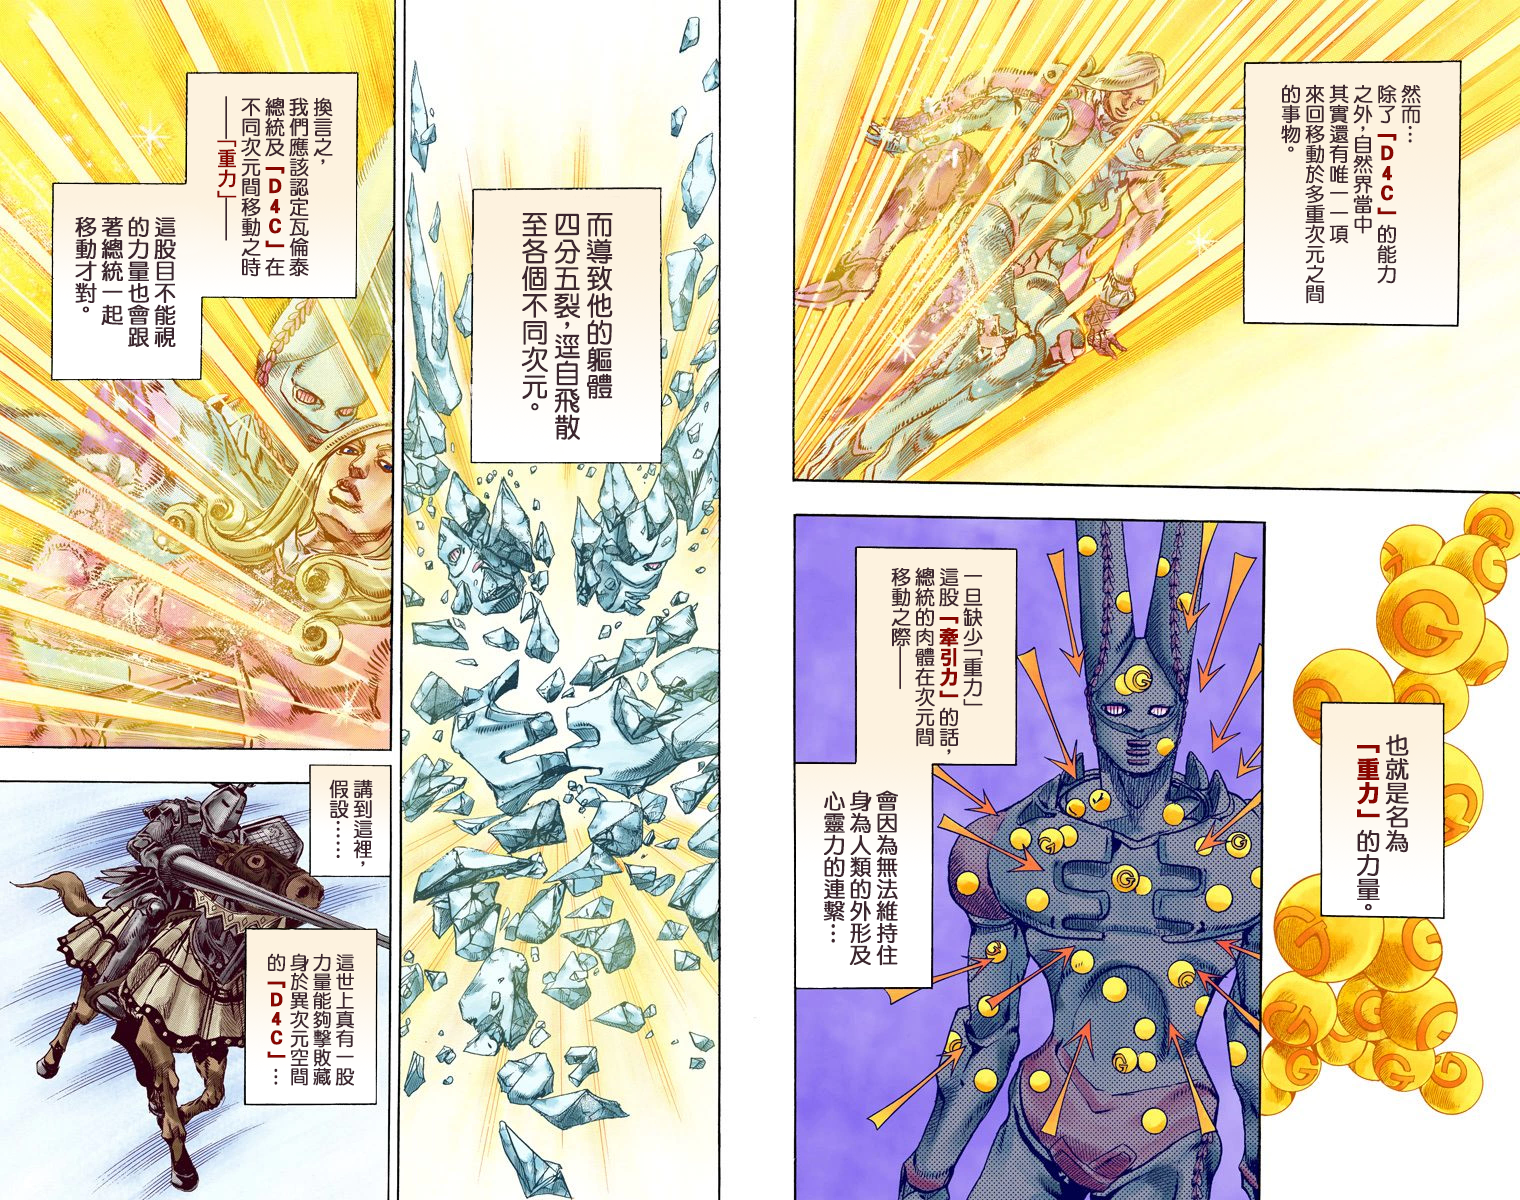 然而…
除了「D4C」的能力
之外，自然界當中
其實還有唯一一項
來回移動於多重次元之間
的事物。
也就是名為
「重力」的力量。
一旦缺少「重力」
這股「牽引力」的話，
總統的肉體在次元間
移動之際——
會因為無法維持住
身為人類的外形及
心靈力的連繫…
而導致他的軀體
四分五裂，逕自飛散
至各個不同次元。
換言之，
我們應該認定瓦倫泰
總統及「D4C」在
不同次元間移動之時
——「重力」——
這股目不能視
的力量也會跟
著總統一起
移動才對。
講到這裡，
假設……
這世上真有一股
力量能夠擊敗藏
身於異次元空間
的「D4C」…